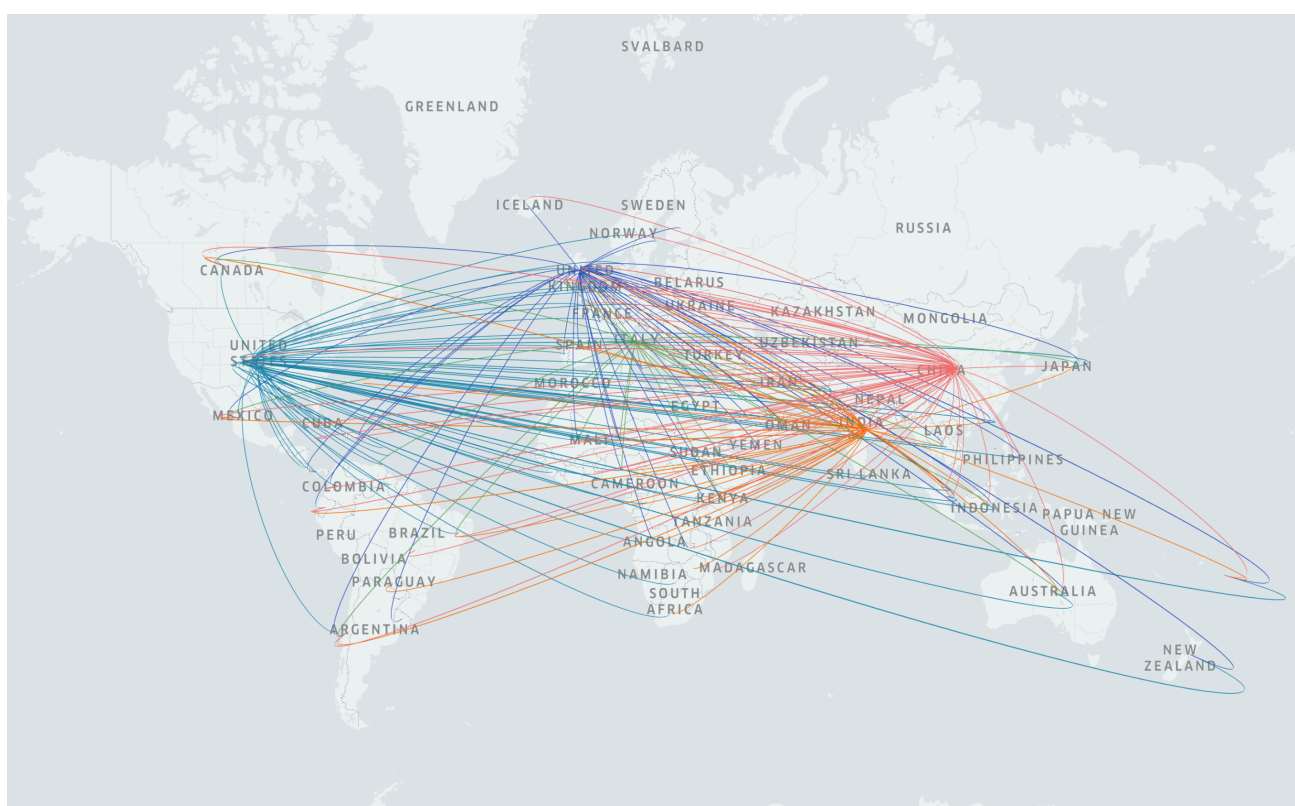 SVALBARD
GREENLAND
ICELAND
SWEDEN
NORWAY
RUSSIA
CANADA
UNITED
KINGDOM
BELARUS
UKRAINE
FRANCE
KAZAKHSTAN
MONGOLIA
UNITED
STATES
SPAIN
ITALY
TURKEY
UZBEKISTAN
CHINA
JAPAN
MOROCCO
IRAN
NEPAL
MEXICO
CUBA
EGYPT
OMAN
INDIA
LAOS
MALI
SUDAN
YEMEN
PHILIPPINES
ETHIOPIA
SRI LANKA
COLOMBIA
CAMEROON
KENYA
INDONESIA
PAPUA NEW
GUINEA
PERU
BRAZIL
TANZANIA
ANGOLA
BOLIVIA
MADAGASCAR
PARAGUAY
NAMIBIA
SOUTH
AFRICA
AUSTRALIA
ARGENTINA
NEW
ZEALAND